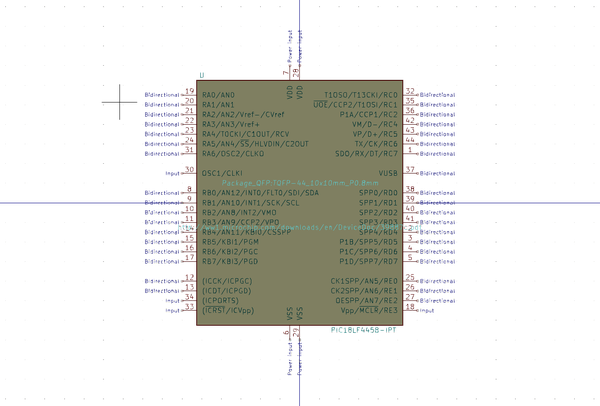 Power Input
Power Input
7
28
U
VDD
VDD
Bidirectional 19 RA0/AN0 T1OSO/T13CKI/RC0 32 Bidirectional
Bidirectional 20 RA1/AN1 UOE/CCP2/T1OSI/RC1 35 Bidirectional
Bidirectional 21 RA2/AN2/Vref-/CVref P1A/CCP1/RC2 36 Bidirectional
Bidirectional 22 RA3/AN3/Vref+ VM/D-/RC4 42 Bidirectional
Bidirectional 23 RA4/T0CKI/C1OUT/RCV VP/D+/RC5 43 Bidirectional
Bidirectional 24 RA5/AN4/SS/HLVDIN/C2OUT TX/CK/RC6 44 Bidirectional
Bidirectional 31 RA6/OSC2/CLKO SDO/RX/DT/RC7 1 Bidirectional
Input 30 OSC1/CLKI VUSB 37 Bidirectional
Package_QFP:TQFP-44_10x10mm_P0.8mm
Bidirectional 8 RB0/AN12/INT0/FLT0/SDI/SDA SPP0/RD0 38 Bidirectional
Bidirectional 9 RB1/AN10/INT1/SCK/SCL SPP1/RD1 39 Bidirectional
Bidirectional 10 RB2/AN8/INT2/VMO SPP2/RD2 40 Bidirectional
Bidirectional 11 RB3/AN9/CCP2/VPO SPP3/RD3 41 Bidirectional
Bidirectional 14 RB4/AN11/KBI0/CSSPP SPP4/RD4 2 Bidirectional
Bidirectional 15 RB5/KBI1/PGM P1B/SPP5/RD5 3 Bidirectional
Bidirectional 16 RB6/KBI2/PGC P1C/SPP6/RD6 4 Bidirectional
Bidirectional 17 RB7/KBI3/PGD P1D/SPP7/RD7 5 Bidirectional
Bidirectional 12 (ICCK/ICPGC) CK1SPP/AN5/RE0 25 Bidirectional
Bidirectional 13 (ICDT/ICPGD) CK2SPP/AN6/RE1 26 Bidirectional
Input 34 (ICPORTS) OESPP/AN7/RE2 27 Bidirectional
Input 33 (ICRST/ICVpp) Vpp/MCLR/RE3 18 Input
VSS
VSS
PIC18LF4458-IPT
6
29
Power Input
Power Input